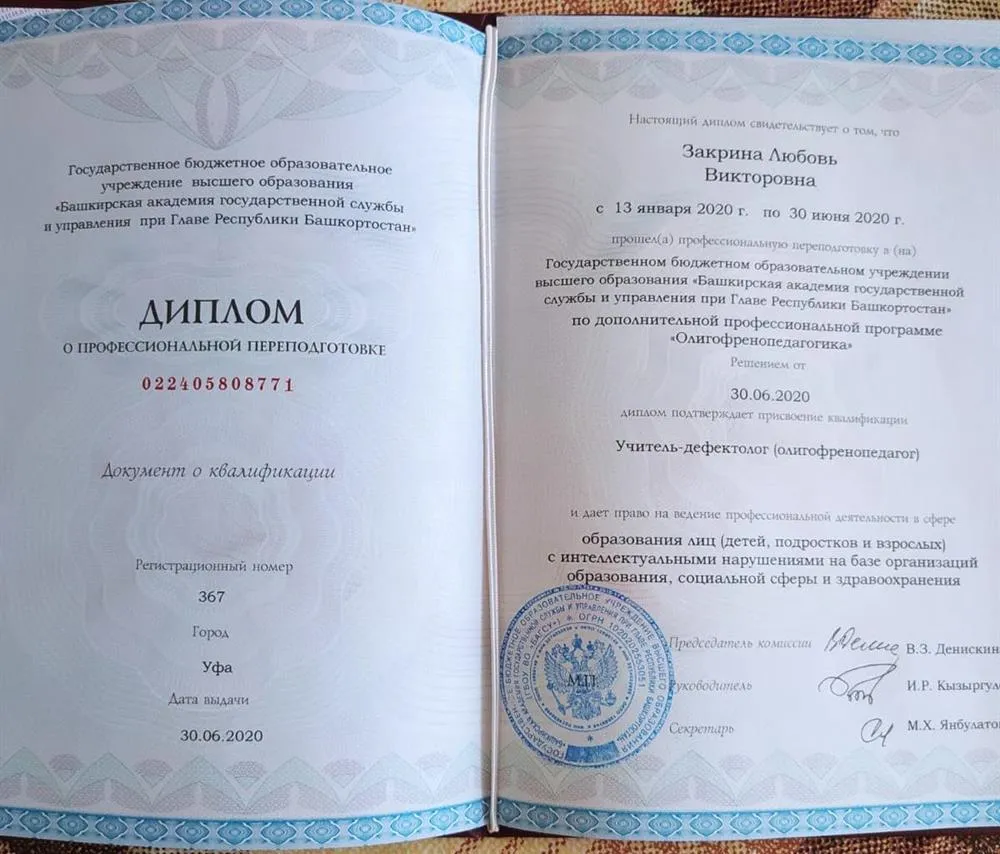 Государственное бюджетное образовательное
учреждение высшего образования
«Башкирская академия государственной службы
и управления при Главе Республики Башкортостан»
ДИПЛОМ
О ПРОФЕССИОНАЛЬНОЙ ПЕРЕПОДГОТОВКЕ
022405808771
Документ о квалификации
Регистрационный номер
367
Город
Уфа
Дата выдачи
30.06.2020
Настоящий диплом свидетельствует о том, что
Закрина Любовь
Викторовна
с 13 января 2020 г. по 30 июня 2020 г.
прошел(а) профессиональную переподготовку в (на)
Государственном бюджетном образовательном учреждении
высшего образования «Башкирская академия государственной
службы и управления при Главе Республики Башкортостан»
по дополнительной профессиональной программе
«Олигофренопедагогика»
Решением от
30.06.2020
диплом подтверждает присвоение квалификации
Учитель-дефектолог (олигофренопедагог)
и дает право на ведение профессиональной деятельности в сфере
образования лиц (детей, подростков и взрослых)
с интеллектуальными нарушениями на базе организаций
образования, социальной сферы и здравоохранения
Председатель комиссии В.З. Денискин
уководитель И.Р. Кызыргул
Секретарь М.Х. Янбулато
М.П.